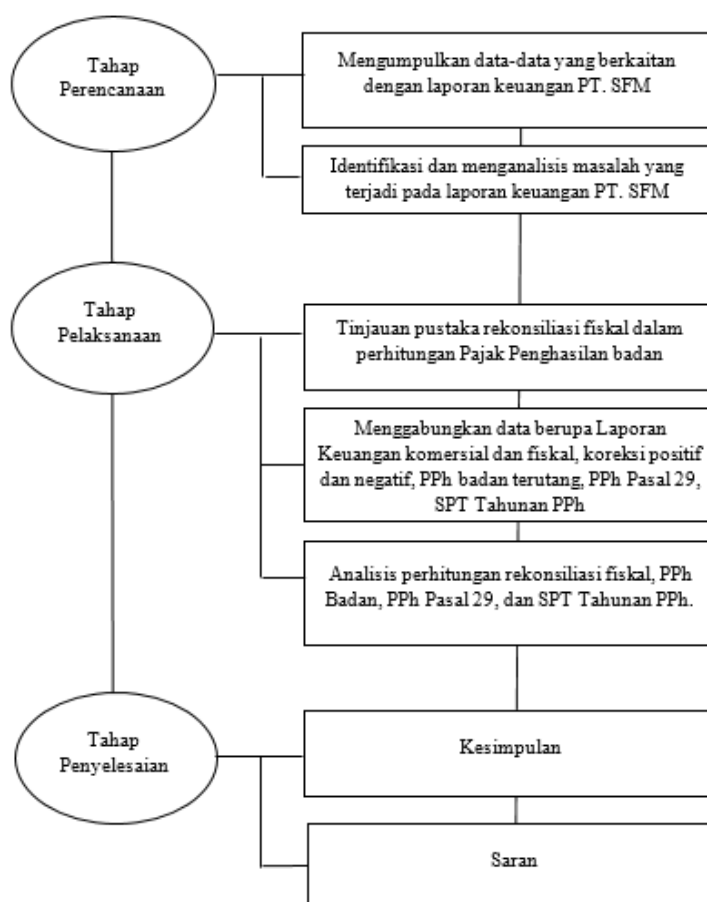 Tahap
Perencanaan
Mengumpulkan data-data yang berkaitan
dengan laporan keuangan PT. SFM
Identifikasi dan menganalisis masalah yang
terjadi pada laporan keuangan PT. SFM
Tahap
Pelaksanaan
Tinjauan pustaka rekonsiliasi fiskal dalam
perhitungan Pajak Penghasilan badan
Menggabungkan data berupa Laporan
Keuangan komersial dan fiskal, koreksi positif
dan negatif, PPh badan terutang, PPh Pasal 29,
SPT Tahunan PPh
Analisis perhitungan rekonsiliasi fiskal, PPh
Badan, PPh Pasal 29, dan SPT Tahunan PPh.
Tahap
Penyelesaian
Kesimpulan
Saran